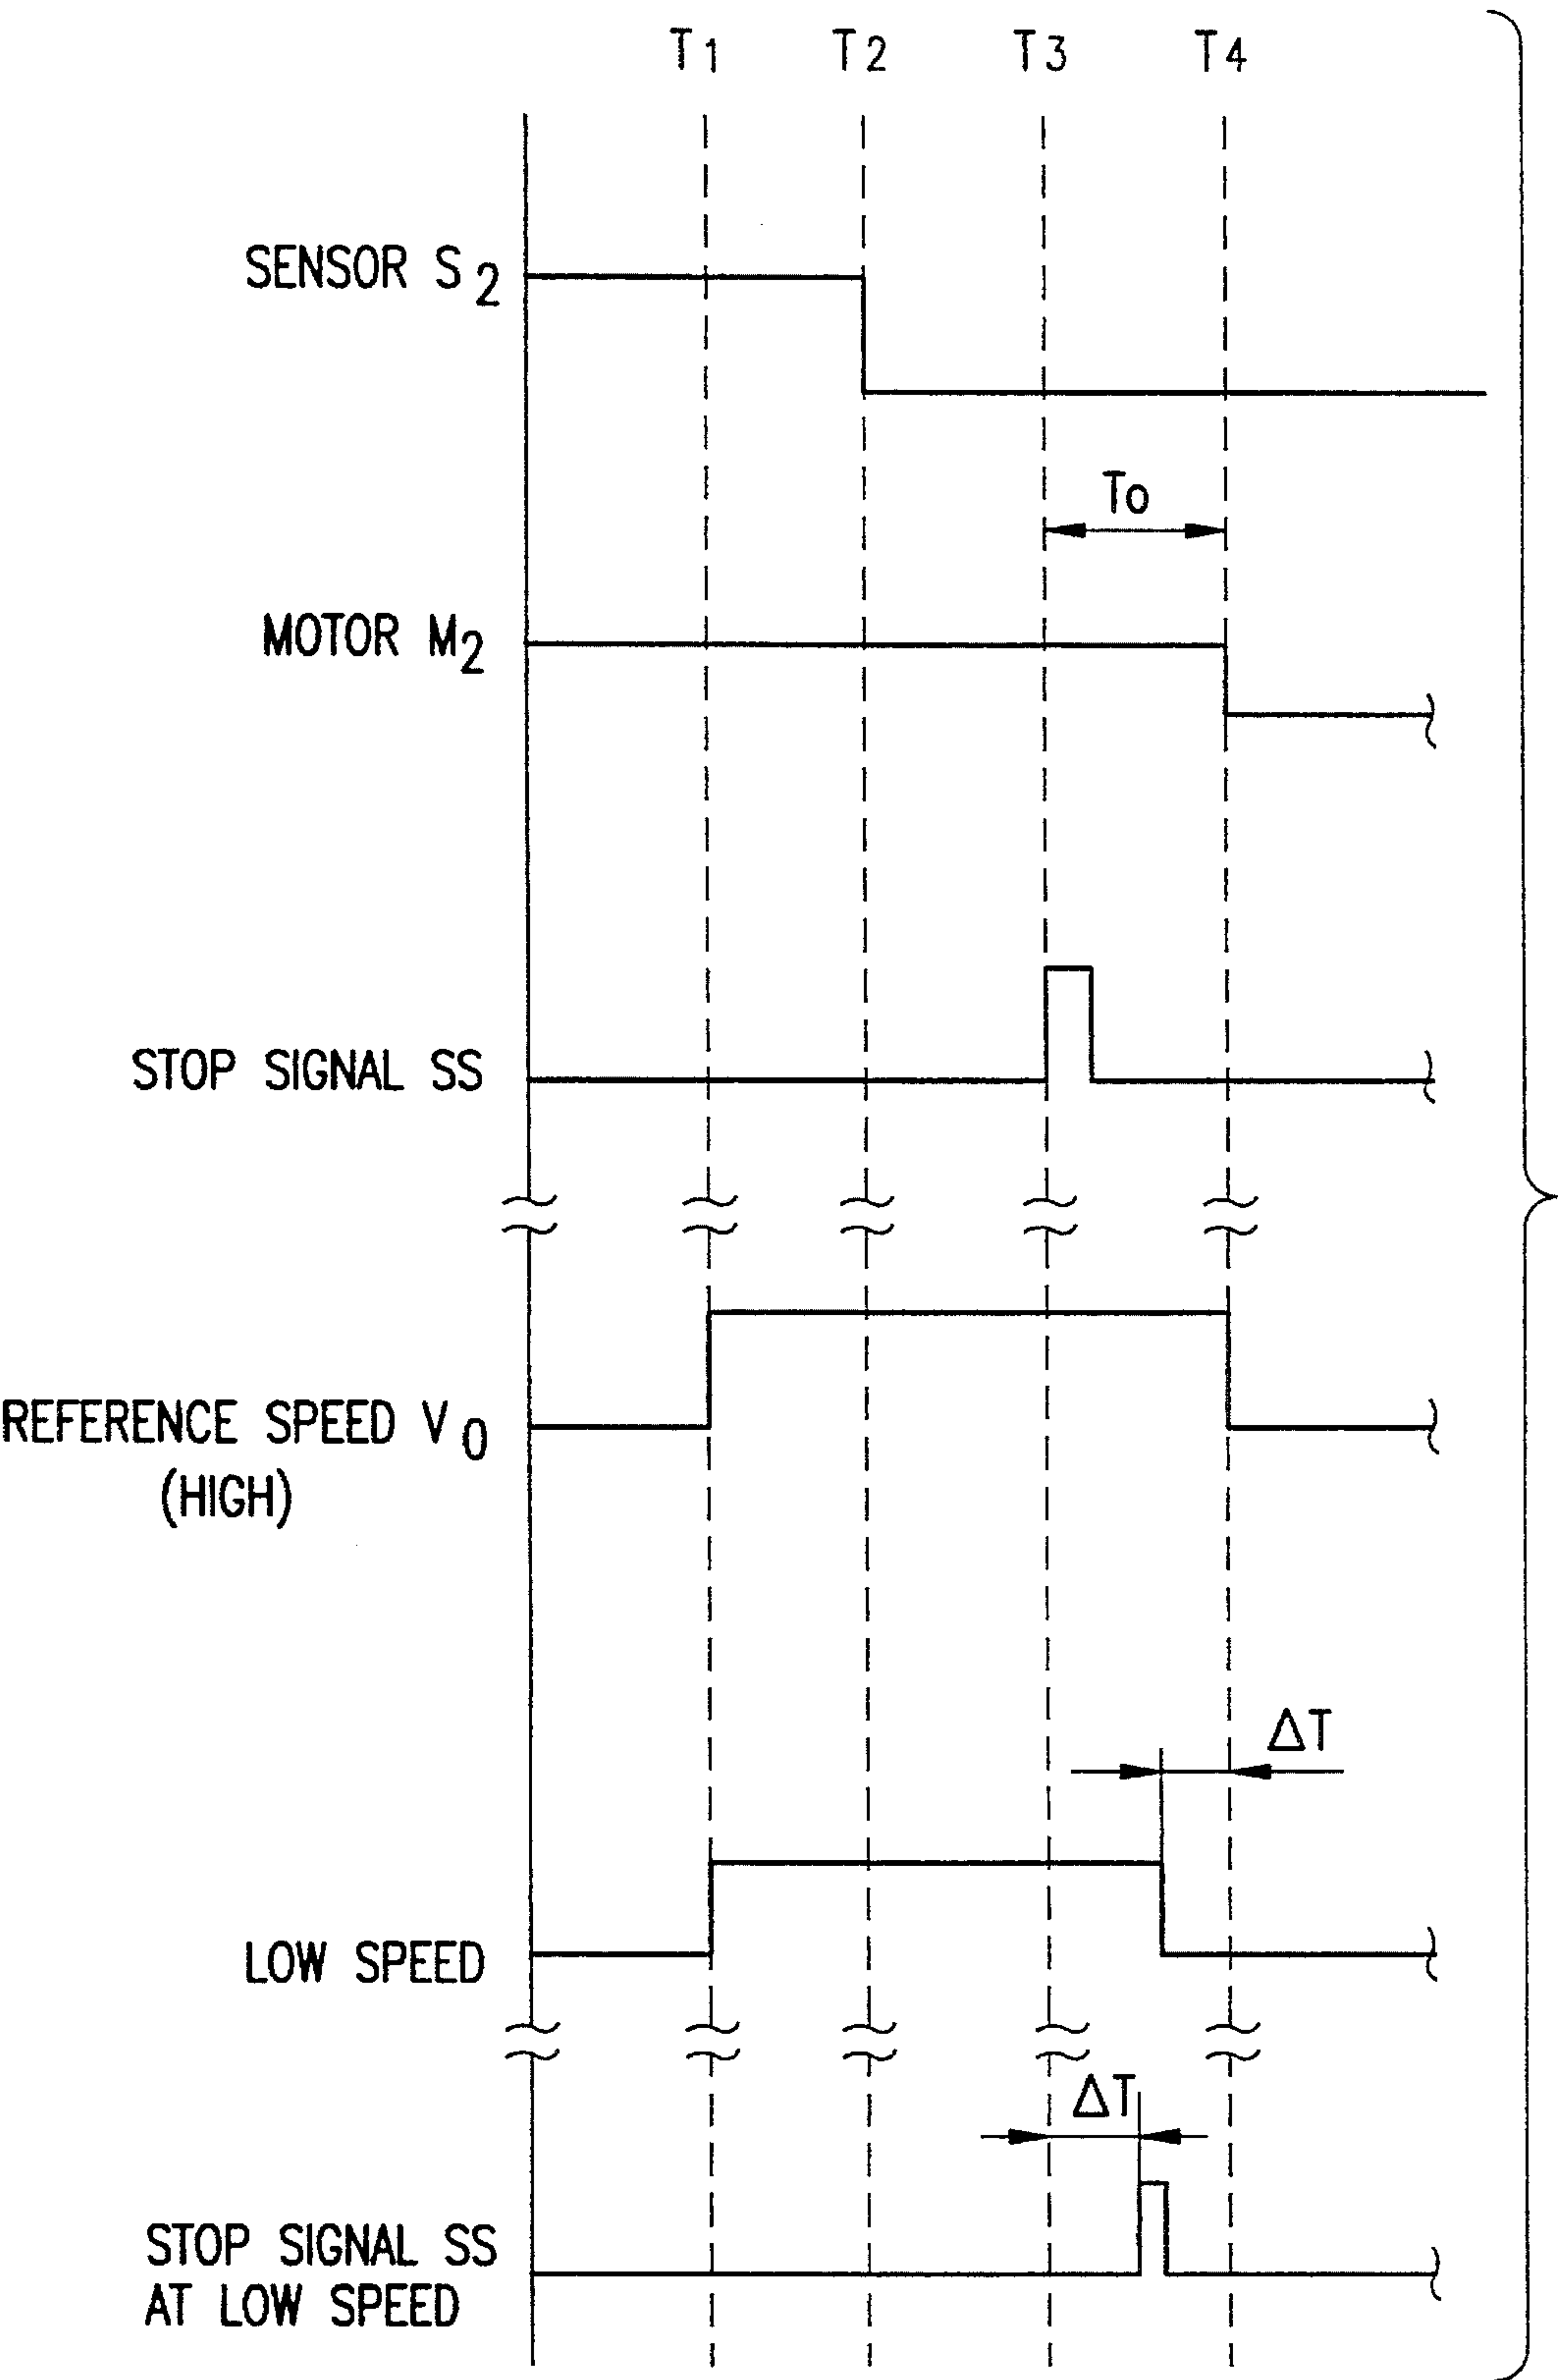 T1 T2 T3 T4
SENSOR S2
To
MOTOR M2
STOP SIGNAL SS
REFERENCE SPEED V0
(HIGH)
ΔT
LOW SPEED
ΔT
STOP SIGNAL SS
AT LOW SPEED